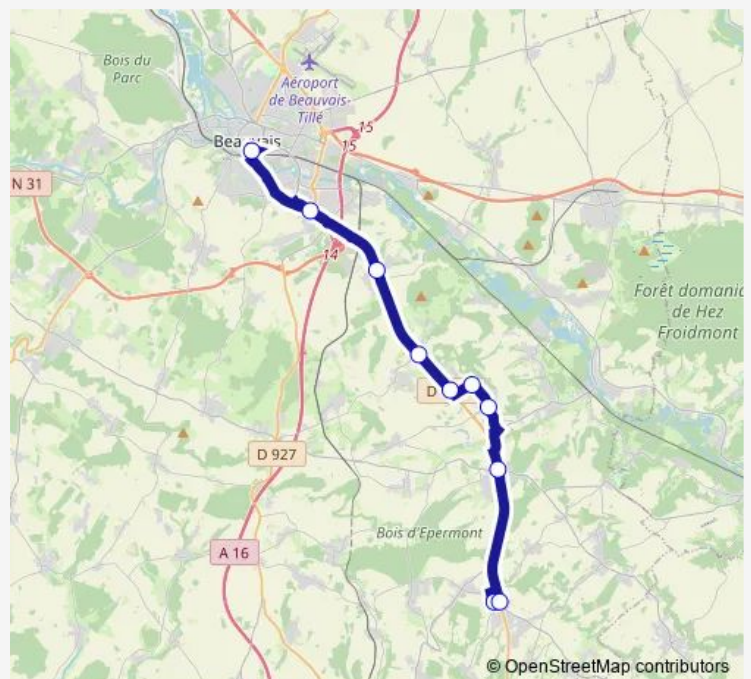 Bois du
Parc
Aéroport
de Beauvais-
Tillé
15
Beauvais
15
N 31
14
Forêt domania
de Hez
Froidmont
D
D 927
Bois d'Epermont
A 16
© OpenStreetMap contributors